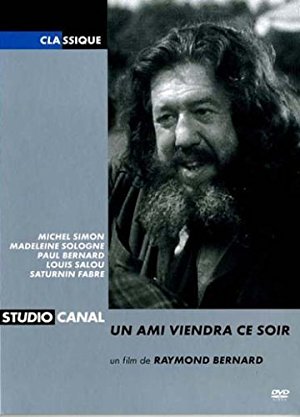 CLASSIQUE
MICHEL SIMON
MADELEINE SOLOGNE
PAUL BERNARD
LOUIS SALOU
SATURNIN FABRE
STUDIO CANAL
UN AMI VIENDRA CE SOIR
un film de RAYMOND BERNARD
DVD